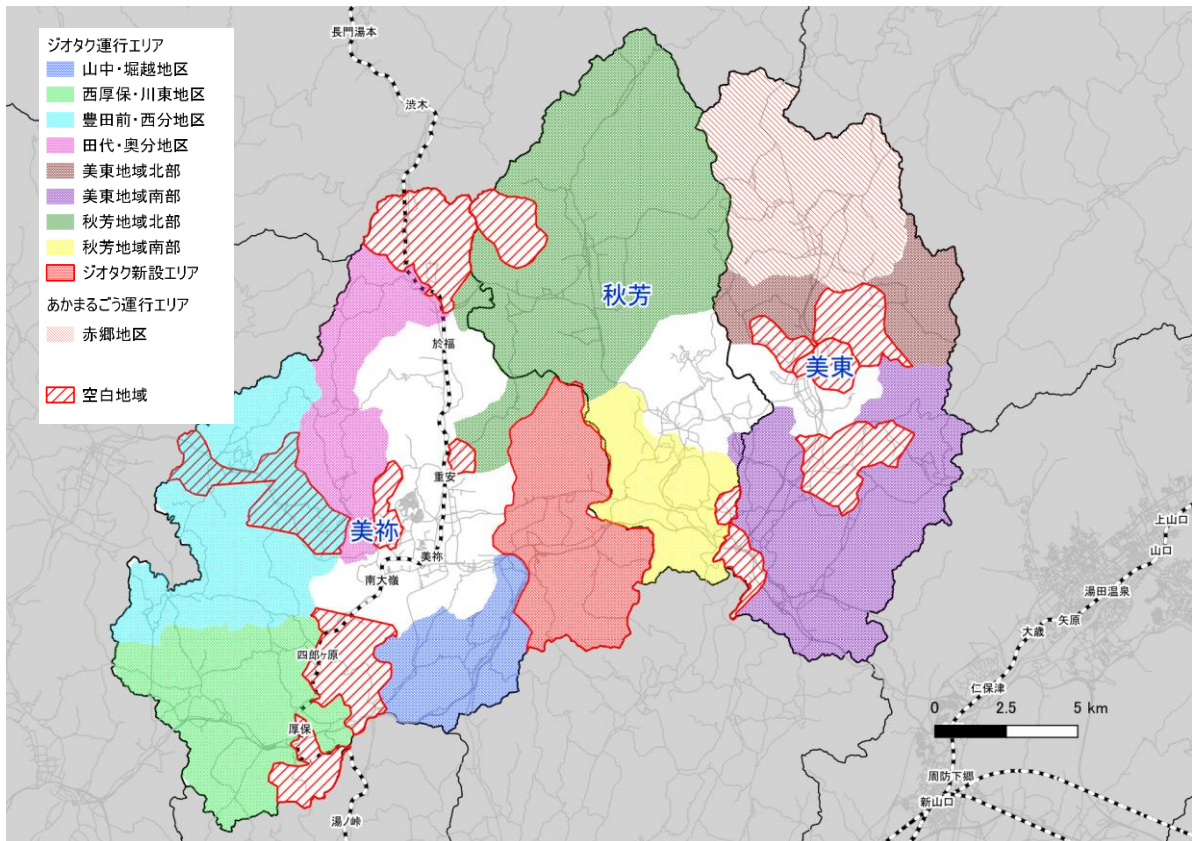 ジオタク運行エリア
山中・堀越地区
西厚保・川東地区
豊田前・西分地区
田代・奥分地区
美東地域北部
美東地域南部
秋芳地域北部
秋芳地域南部
ジオタク新設エリア
あかまるごう運行エリア
赤郷地区
空白地域
長門湯本
渋木
秋芳
於福
美東
重安
美祢
美祢
南大嶺
上山口
山口
湯田温泉
矢原
大歳
四郎ヶ原
仁保津
厚保
0 2.5 5 km
周防下郷
新山口
湯ノ峠